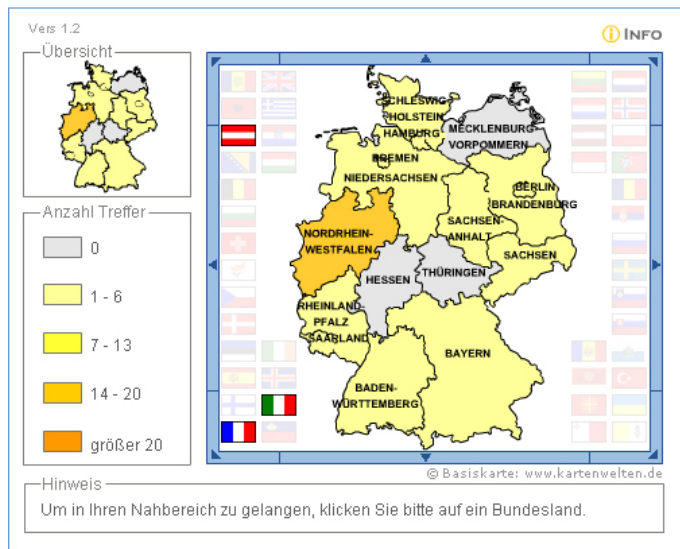 Vers 1.2
Übersicht
INFO
Anzahl Treffer
0
1 - 6
7 - 13
14 - 20
größer 20
SCHLESWIG-
HOLSTEIN
HAMBURG
MECKLENBURG
VORPOMMERN
BREMEN
NIEDERSACHSEN
BERLIN
BRANDENBURG
SACHSEN-
ANHALT
NORDRHEIN-
WESTFALEN
SACHSEN
HESSEN
THÜRINGEN
RHEINLAND-
PFALZ
SAARLAND
BAYERN
BADEN-
WÜRTTEMBERG
© Basiskarte: www.kartenwelten.de
Hinweis
Um in Ihren Nahbereich zu gelangen, klicken Sie bitte auf ein Bundesland.